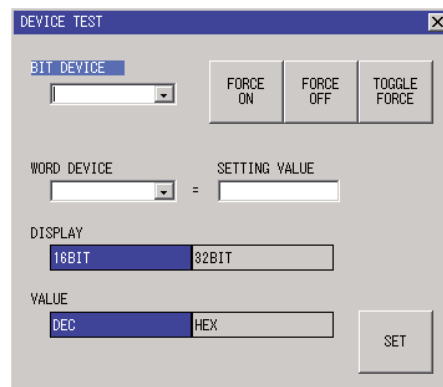 DEVICE TEST
BIT DEVICE
FORCE
ON
FORCE
OFF
TOGGLE
FORCE
WORD DEVICE
=
SETTING VALUE
DISPLAY
16BIT
32BIT
VALUE
DEC
HEX
SET